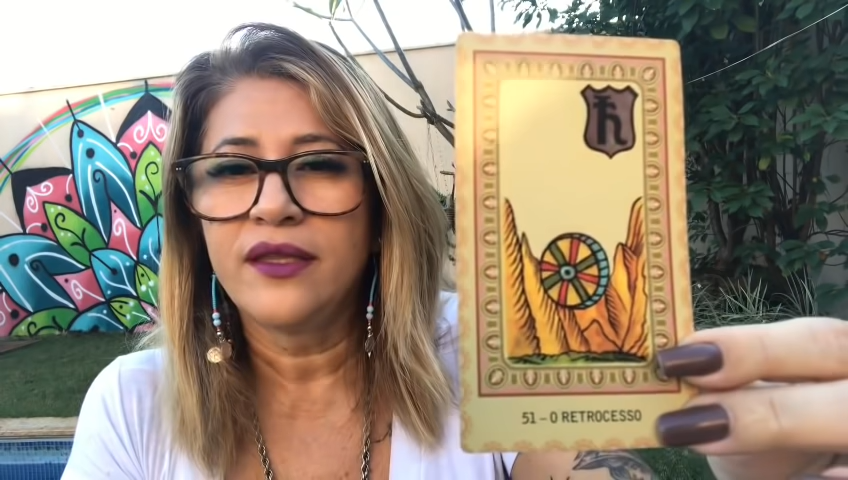 51 – O RETROCESSO